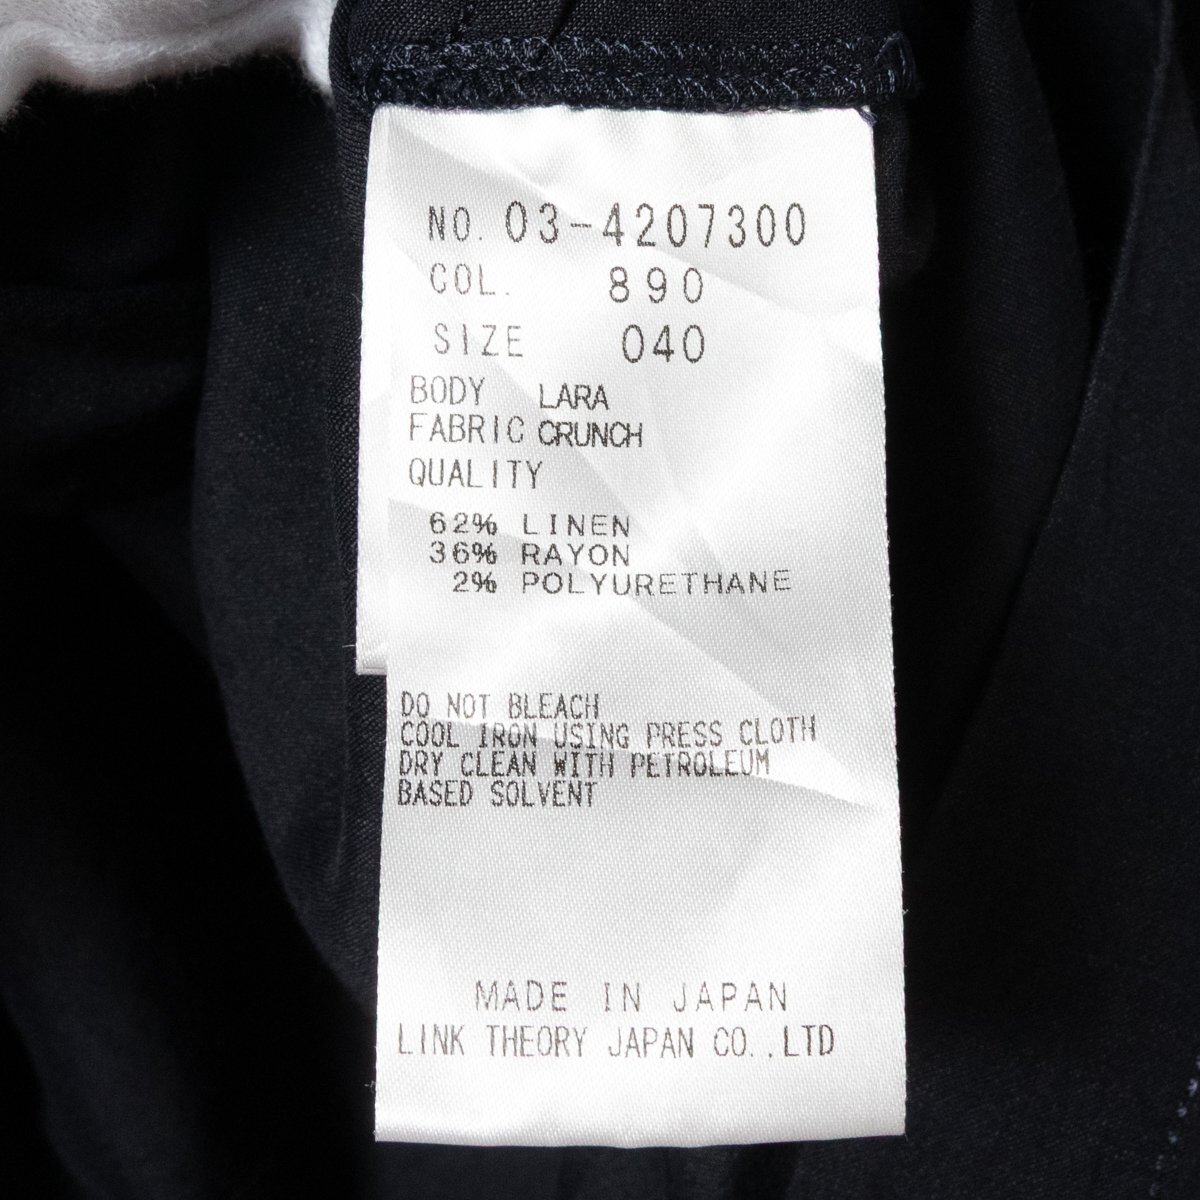 NO. 03-4207300
COL. 890
SIZE 040
BODY LARA
FABRIC CRUNCH
QUALITY
62% LINEN
36% RAYON
2% POLYURETHANE
DO NOT BLEACH
COOL IRON USING PRESS CLOTH
DRY CLEAN WITH PETROLEUM
BASED SOLVENT
MADE IN JAPAN
LINK THEORY JAPAN CO.,LTD